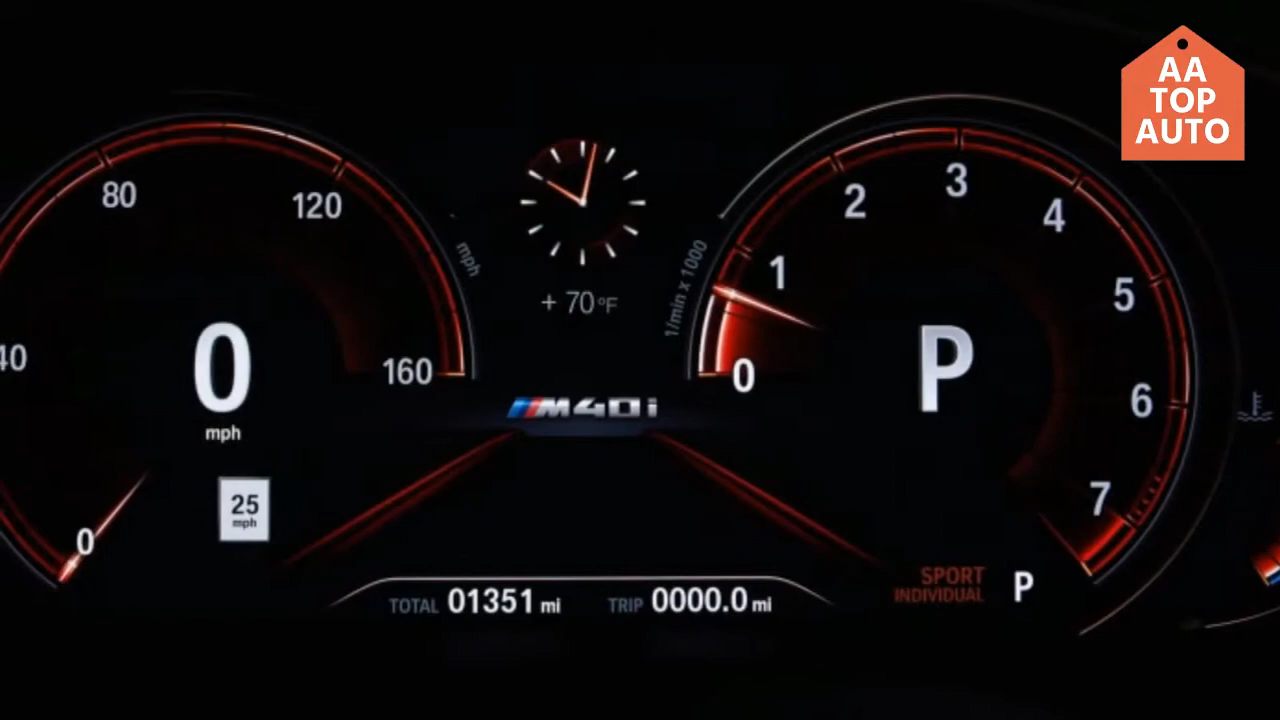 AA
TOP
AUTO
80
120
40
160
mph
0
mph
25
mph
0
+ 70°F
M40i
1/min x 1000
0
1
2
3
4
5
6
7
P
SPORT
INDIVIDUAL
P
TOTAL 01351 mi TRIP 0000.0 mi